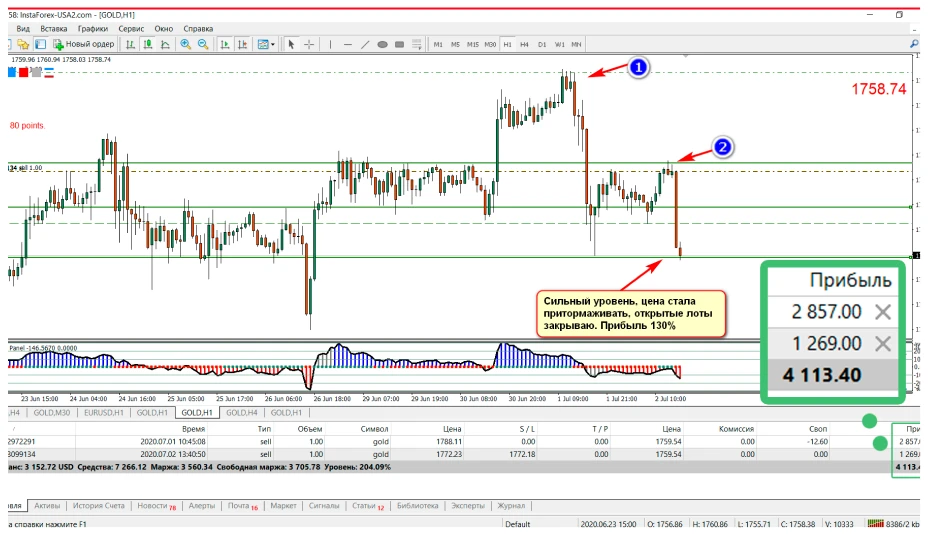 58: InstaForex-USA2.com - [GOLD,H1]
Вид Вставка Графики Сервис Окно Справка
Новый ордер M1 M5 M15 M30 H1 H4 D1 W1 MN
1759.96 1760.94 1758.03 1758.74
1
1758.74
80 points.
2
sell 1.00
Сильный уровень, цена стала
притормаживать, открытые лоты
закрываю. Прибыль 130%
Прибыль
2 857.00
1 269.00
4 113.40
Panel -146.5670 0.0000
23 Jun 15:00 24 Jun 04:00 24 Jun 16:00 25 Jun 05:00 25 Jun 17:00 26 Jun 06:00 26 Jun 18:00 29 Jun 07:00 29 Jun 19:00 30 Jun 08:00 30 Jun 20:00 1 Jul 09:00 1 Jul 21:00 2 Jul 10:00
,H4 GOLD,M30 EURUSD,H1 GOLD,H1 GOLD,H1 GOLD,H4 GOLD,H1
/ Время Тип Объем Символ Цена S / L T / P Цена Комиссия Своп При
2972291 2020.07.01 10:45:08 sell 1.00 gold 1788.11 0.00 0.00 1759.54 0.00 -12.60 2 857.
3099134 2020.07.02 13:40:50 sell 1.00 gold 1772.23 1772.18 0.00 1759.54 0.00 0.00 1 269.
анс: 3 152.72 USD Средства: 7 266.12 Маржа: 3 560.34 Свободная маржа: 3 705.78 Уровень: 204.09% 4 113.4
овля Активы История Счета Новости 78 Алерты Почта 16 Маркет Сигналы Статьи 12 Библиотека Эксперты Журнал
а справки нажмите F1 Default 2020.06.23 15:00 O: 1756.86 H: 1760.86 L: 1755.71 C: 1758.38 V: 10333 8386/2 kb